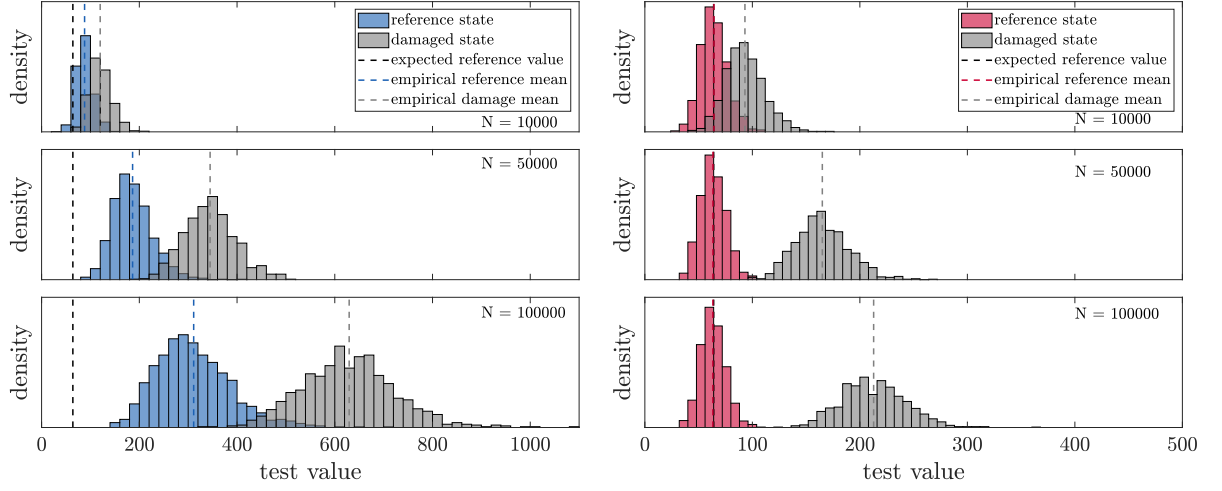 density
reference state
damaged state
expected reference value
empirical reference mean
empirical damage mean
N = 10000
density
N = 50000
density
N = 100000
0 200 400 600 800 1000
test value
density
reference state
damaged state
expected reference value
empirical reference mean
empirical damage mean
N = 10000
density
N = 50000
density
N = 100000
0 100 200 300 400 500
test value